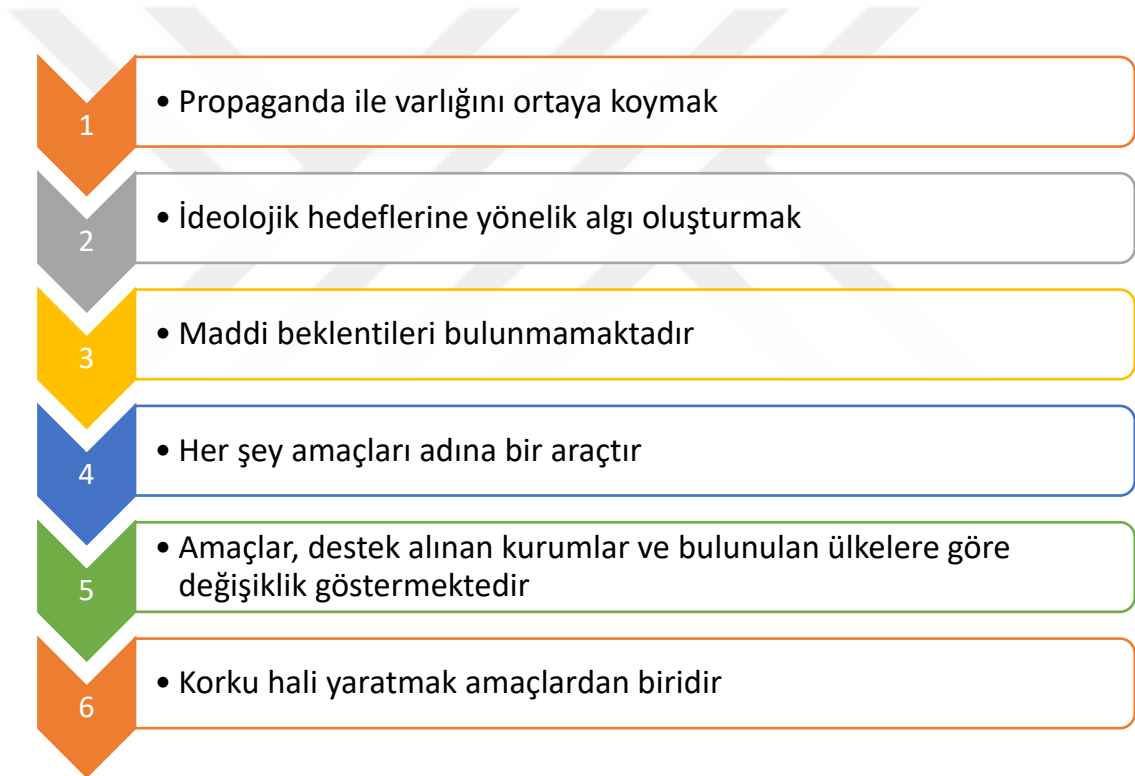 1
• Propaganda ile varlığını ortaya koymak
2
• İdeolojik hedeflerine yönelik algı oluşturmak
3
• Maddi beklentileri bulunmamaktadır
4
• Her şey amaçları adına bir araçtır
5
• Amaçlar, destek alınan kurumlar ve bulunulan ülkelere göre
değişiklik göstermektedir
6
• Korku hali yaratmak amaçlardan biridir